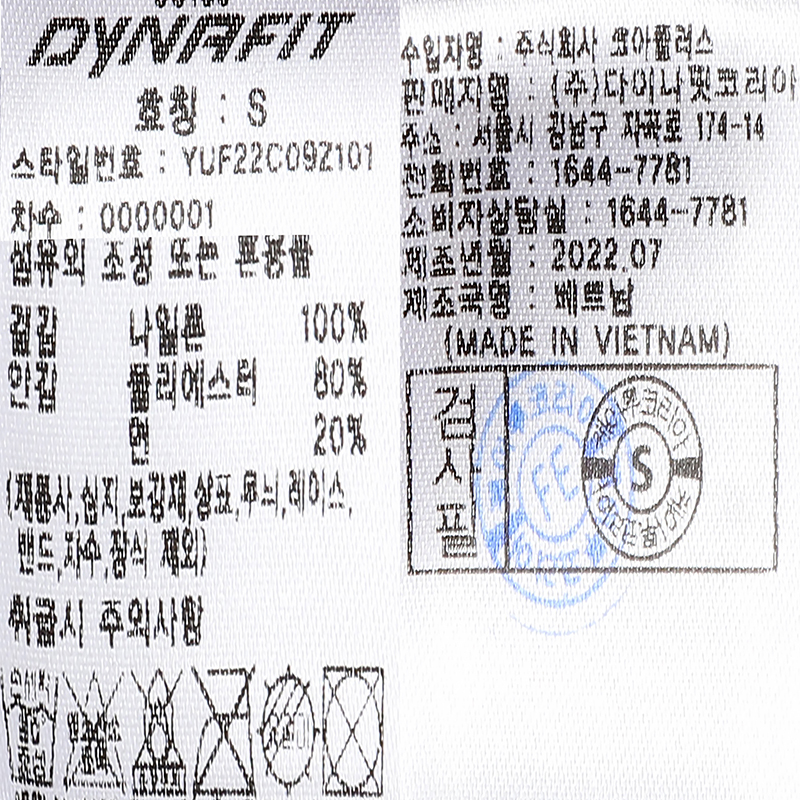 DYNAFIT
호칭 : S
스타일번호 : YUF22C09Z101
차수 : 0000001
섬유의 조성 또는 혼용률
겉감 나일론 100%
안감 폴리에스터 80%
면 20%
(재봉사,심지,보강재,상표,무늬,레이스,
밴드,자수,장식 제외)
취급시 주의사항
수입자명 : 주식회사 코아플러스
판매자명 : (주)다이나핏코리아
주소 : 서울시 강남구 자곡로 174-14
전화번호 : 1644-7781
소비자상담실 : 1644-7781
제조년월 : 2022.07
제조국명 : 베트남
(MADE IN VIETNAM)
검사필
S